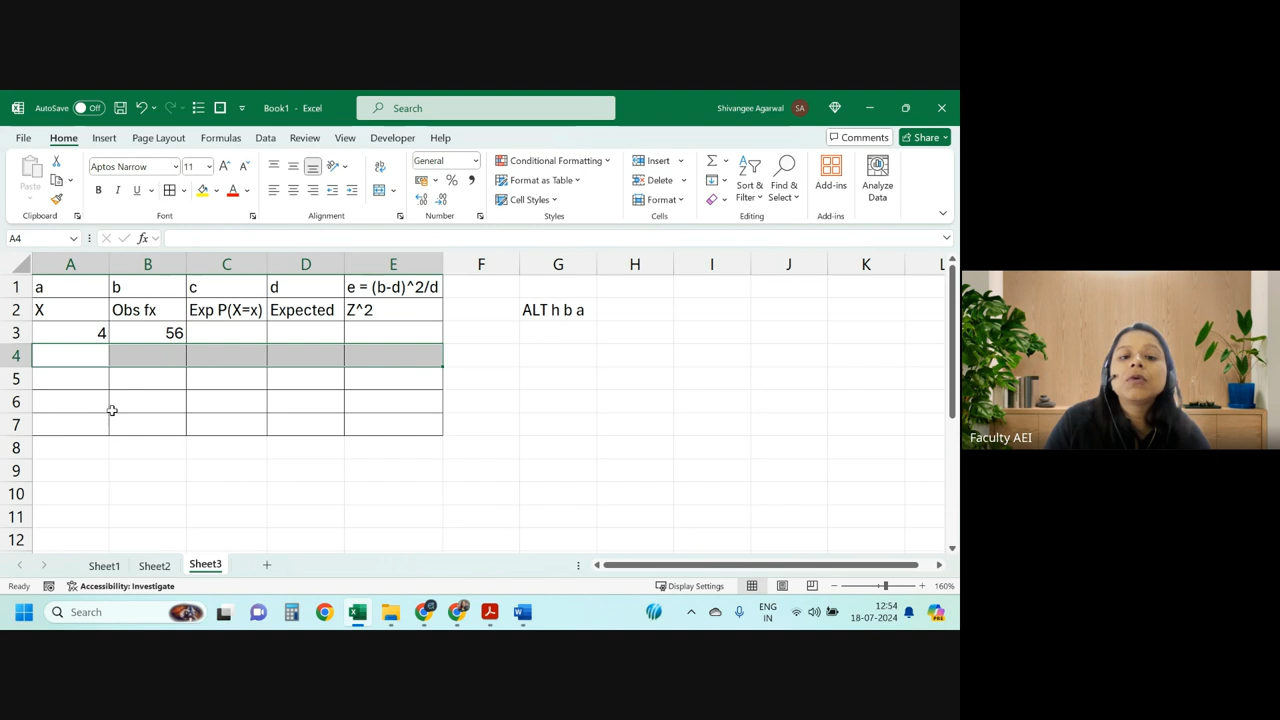 AutoSave Off Book1 - Excel Search Shivangee Agarwal SA
File Home Insert Page Layout Formulas Data Review View Developer Help Comments Share
Paste Aptos Narrow 11 A A General Conditional Formatting Insert Sort & Filter Find & Select Add-ins Analyze Data
B I U A % Format as Table Delete
Cell Styles Format
Clipboard Font Alignment Number Styles Cells Editing Add-ins
A4 fx
A B C D E F G H I J K L
1 a b c d e = (b-d)^2/d
2 X Obs fx Exp P(X=x) Expected Z^2 ALT h b a
3 4 56
4
5
6
7
8
9
10
11
12
Sheet1 Sheet2 Sheet3
Ready Accessibility: Investigate Display Settings 160%
Search ENG IN 12:54 18-07-2024
Faculty AEI